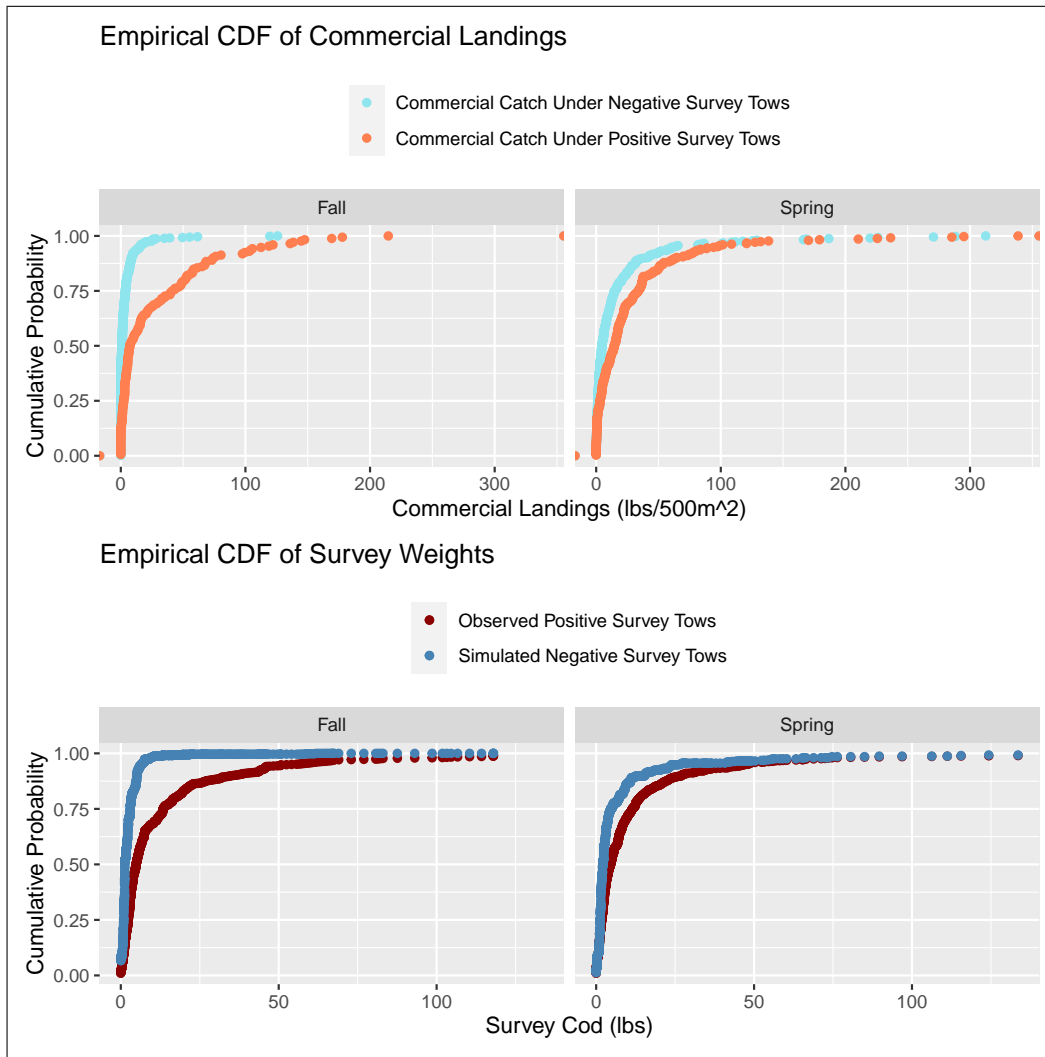 Empirical CDF of Commercial Landings
Commercial Catch Under Negative Survey Tows
Commercial Catch Under Positive Survey Tows
Fall
Spring
Cumulative Probability
1.00
0.75
0.50
0.25
0.00
0
100
200
300
0
100
200
300
Commercial Landings (lbs/500m^2)
Empirical CDF of Survey Weights
Observed Positive Survey Tows
Simulated Negative Survey Tows
Fall
Spring
Cumulative Probability
1.00
0.75
0.50
0.25
0.00
0
50
100
0
50
100
Survey Cod (lbs)